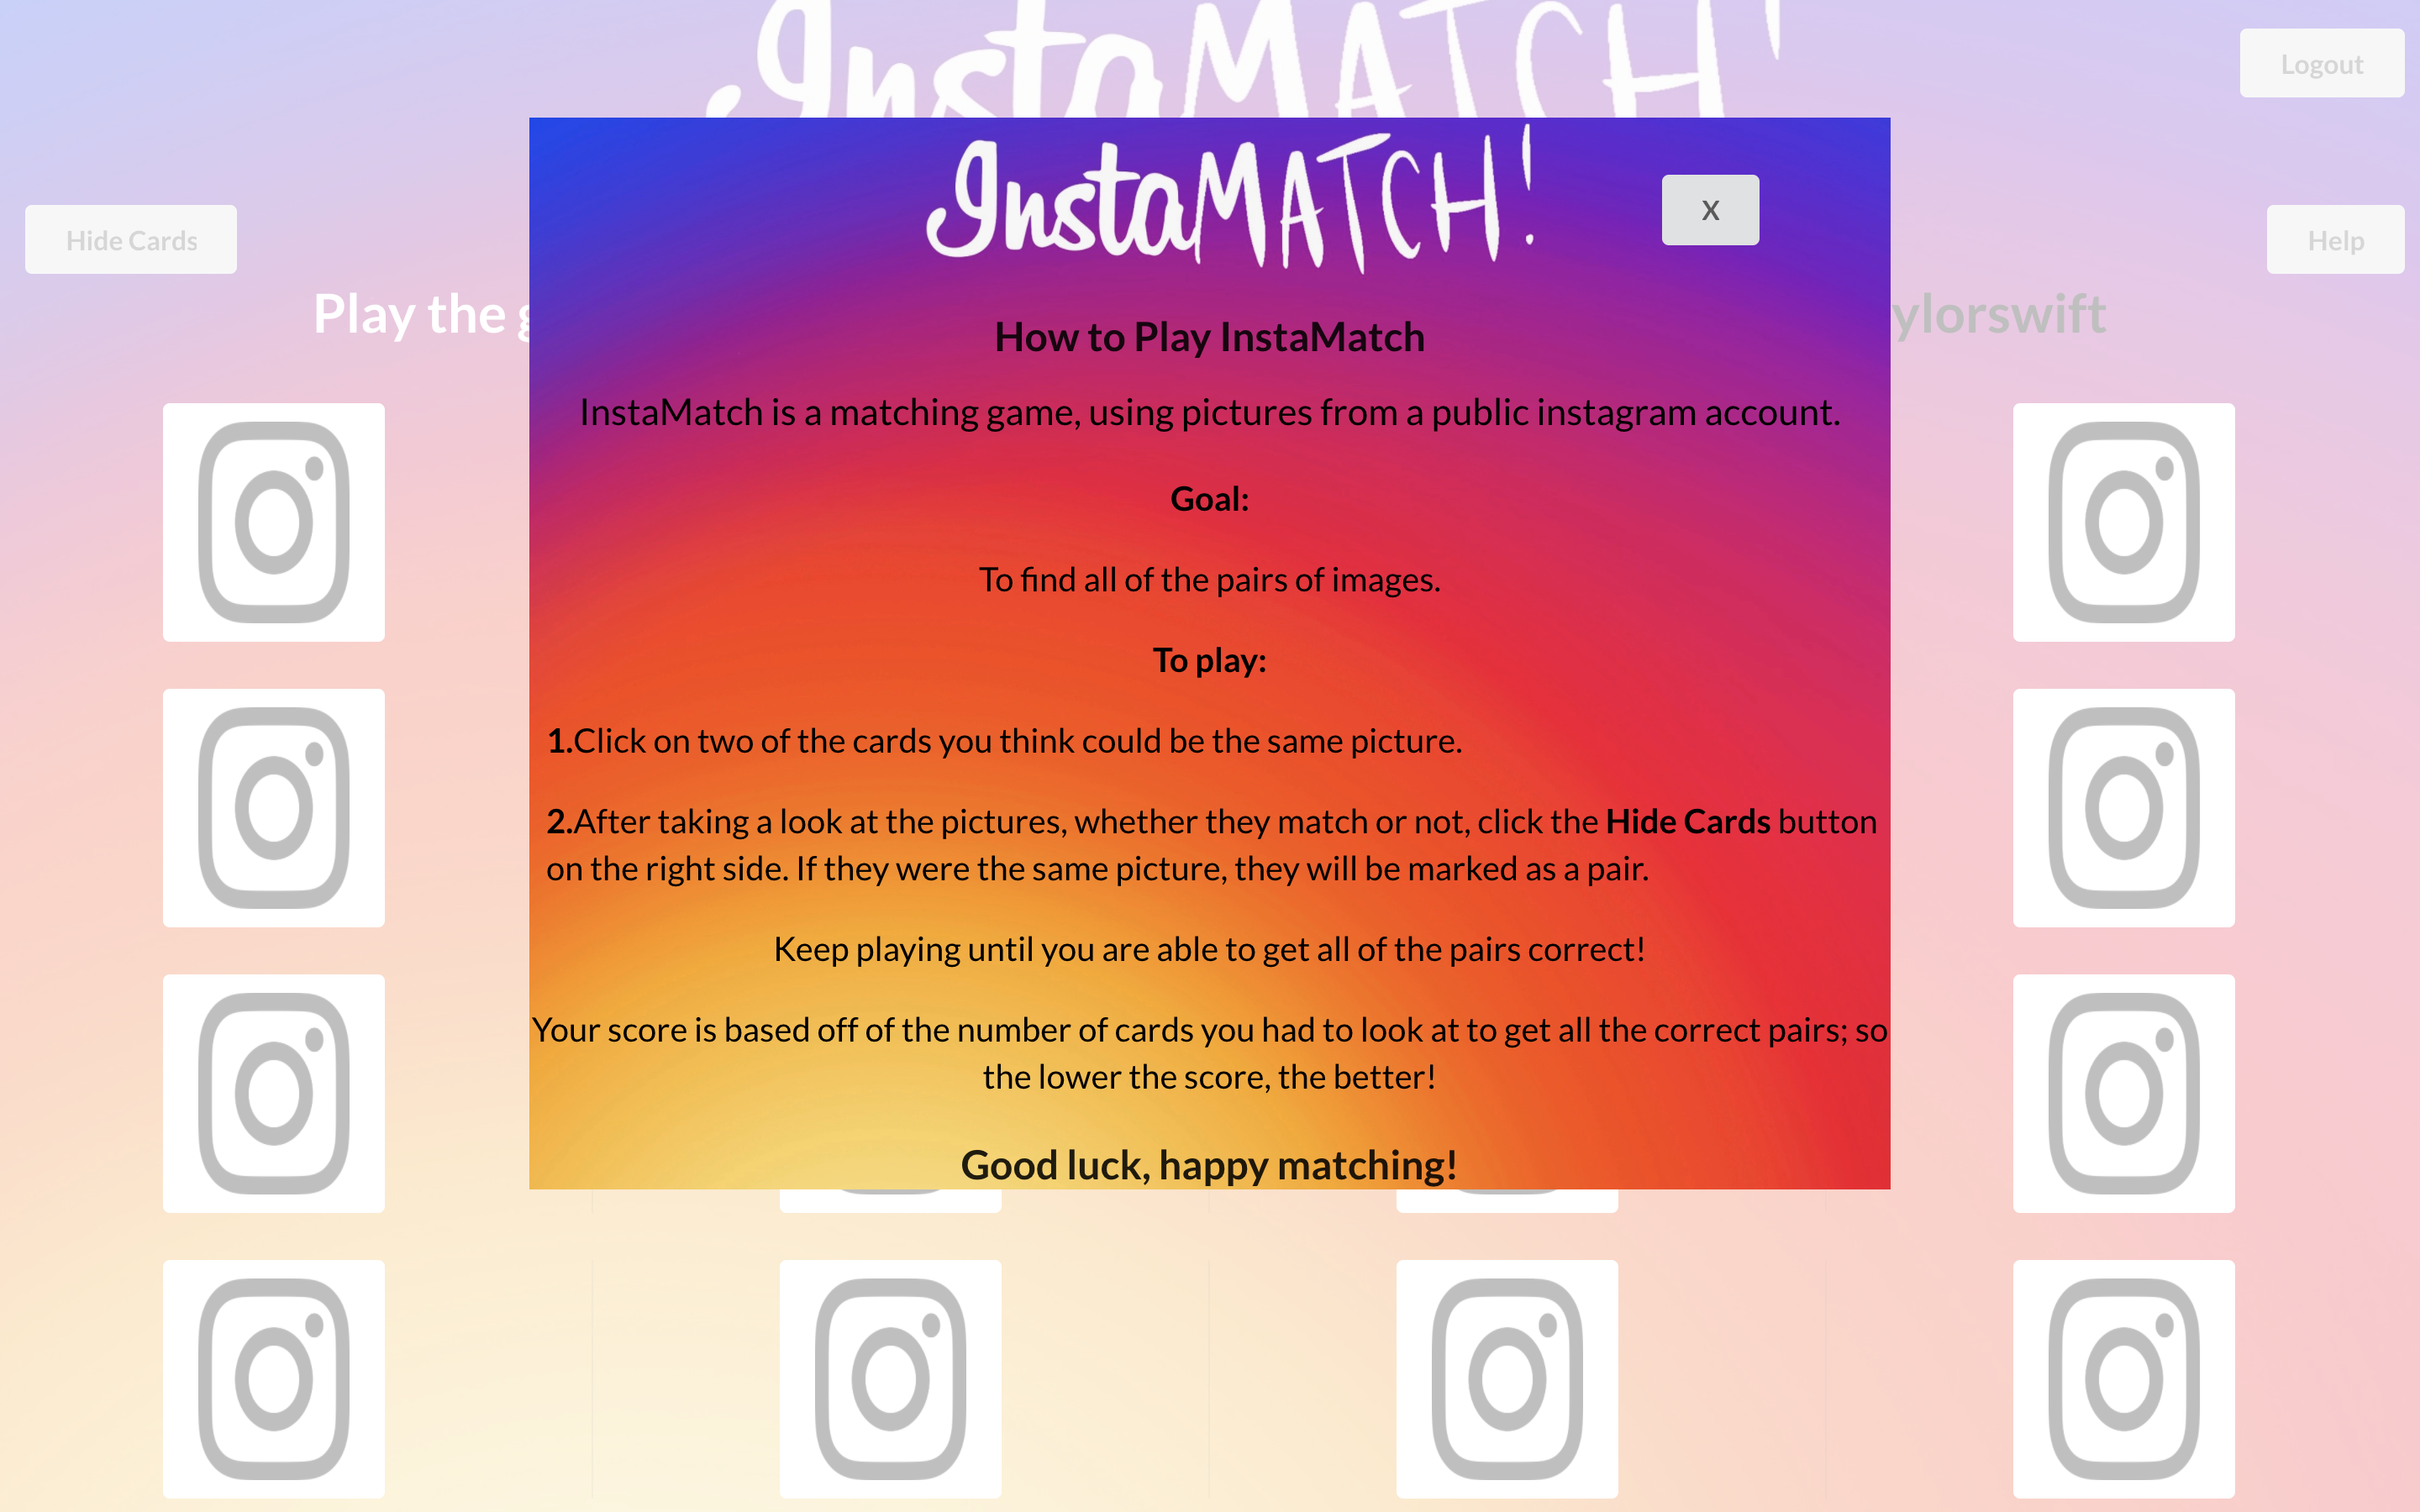 InstaMATCH!
Logout
InstaMATCH!
X
Hide Cards
Help
Play the g
ylorswift
How to Play InstaMatch
InstaMatch is a matching game, using pictures from a public instagram account.
Goal:
To find all of the pairs of images.
To play:
1.Click on two of the cards you think could be the same picture.
2.After taking a look at the pictures, whether they match or not, click the Hide Cards button
on the right side. If they were the same picture, they will be marked as a pair.
Keep playing until you are able to get all of the pairs correct!
Your score is based off of the number of cards you had to look at to get all the correct pairs; so
the lower the score, the better!
Good luck, happy matching!